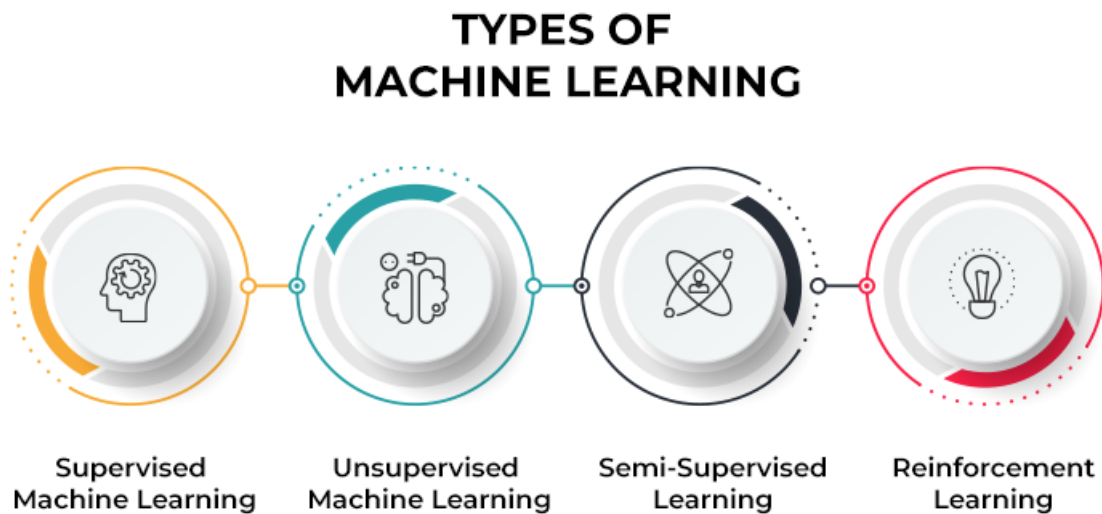 TYPES OF
MACHINE LEARNING
Supervised
Machine Learning
Unsupervised
Machine Learning
Semi-Supervised
Learning
Reinforcement
Learning